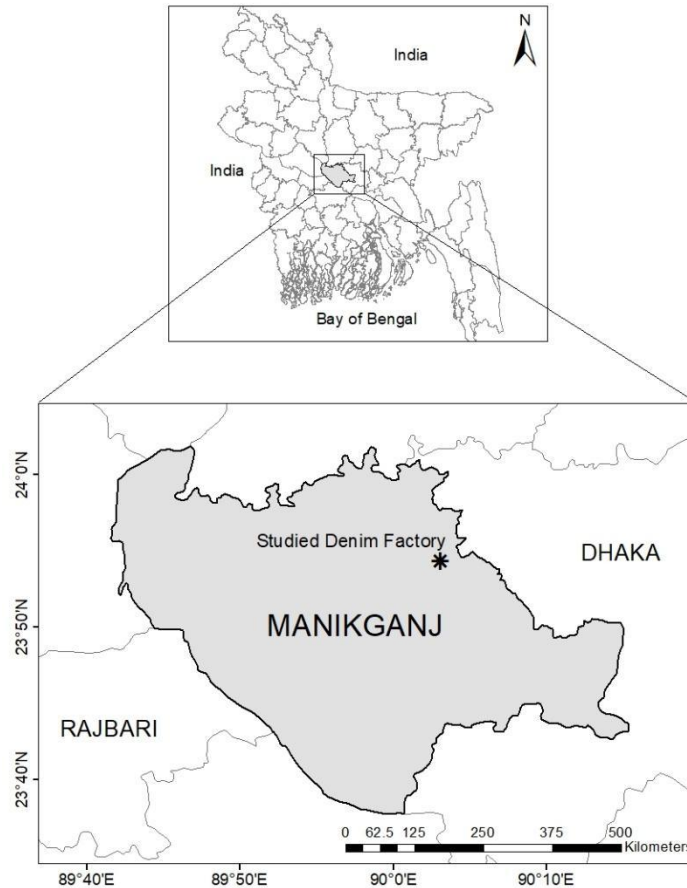 N
India
India
Bay of Bengal
24°0'N
Studied Denim Factory
DHAKA
23°50'N
MANIKGANJ
RAJBARI
23°40'N
0 62.5 125 250 375 500
Kilometers
89°40'E 89°50'E 90°0'E 90°10'E